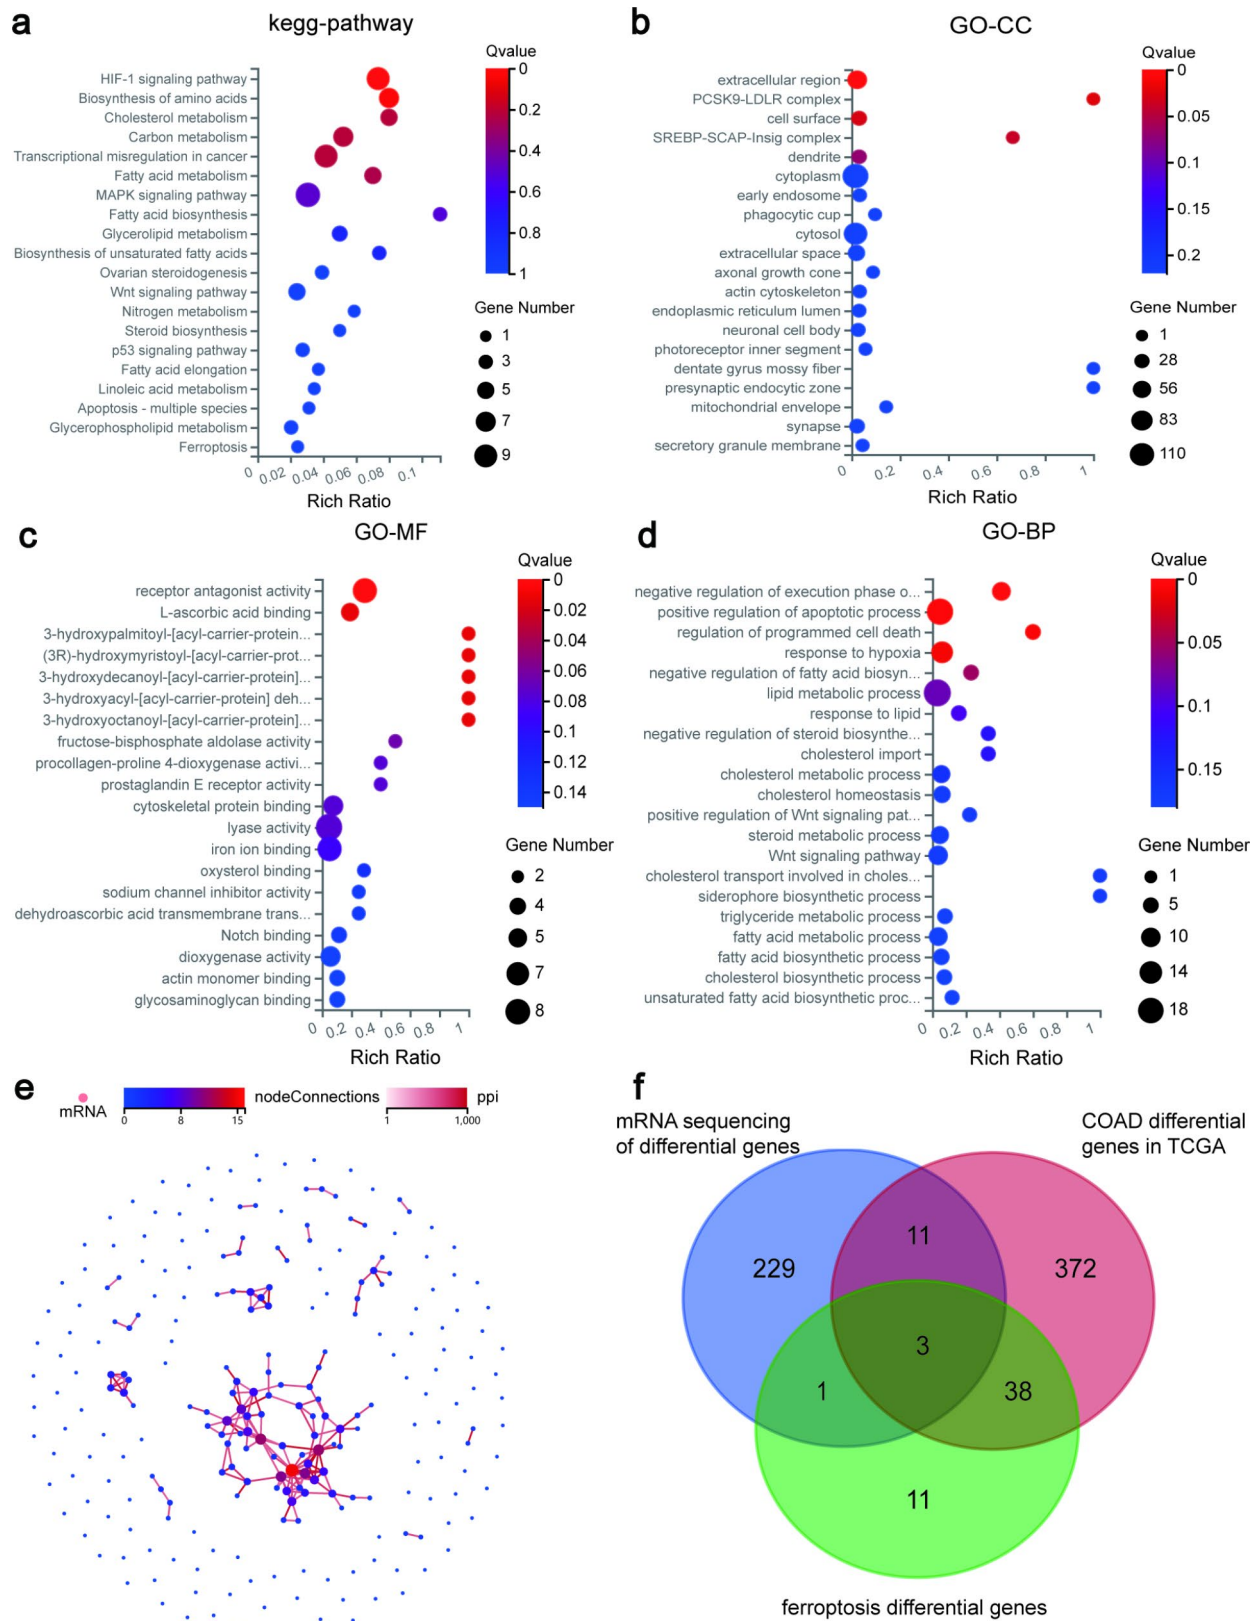 a
kegg-pathway
Qvalue
HIF-1 signaling pathway
Biosynthesis of amino acids
Cholesterol metabolism
Carbon metabolism
Transcriptional misregulation in cancer
Fatty acid metabolism
MAPK signaling pathway
Fatty acid biosynthesis
Glycerolipid metabolism
Biosynthesis of unsaturated fatty acids
Ovarian steroidogenesis
Wnt signaling pathway
Nitrogen metabolism
Steroid biosynthesis
p53 signaling pathway
Fatty acid elongation
Linoleic acid metabolism
Apoptosis - multiple species
Glycerophospholipid metabolism
Ferroptosis
0
0.2
0.4
0.6
0.8
1
Gene Number
1
3
5
7
9
0 0.02 0.04 0.06 0.08 0.1
Rich Ratio
b
GO-CC
Qvalue
extracellular region
PCSK9-LDLR complex
cell surface
SREBP-SCAP-Insig complex
dendrite
cytoplasm
early endosome
phagocytic cup
cytosol
extracellular space
axonal growth cone
actin cytoskeleton
endoplasmic reticulum lumen
neuronal cell body
photoreceptor inner segment
dentate gyrus mossy fiber
presynaptic endocytic zone
mitochondrial envelope
synapse
secretory granule membrane
0
0.05
0.1
0.15
0.2
Gene Number
1
28
56
83
110
0 0.2 0.4 0.6 0.8 1
Rich Ratio
c
GO-MF
Qvalue
receptor antagonist activity
L-ascorbic acid binding
3-hydroxypalmitoyl-[acyl-carrier-protein...
(3R)-hydroxymyristoyl-[acyl-carrier-prot...
3-hydroxydecanoyl-[acyl-carrier-protein]...
3-hydroxyacyl-[acyl-carrier-protein] deh...
3-hydroxyoctanoyl-[acyl-carrier-protein]...
fructose-bisphosphate aldolase activity
procollagen-proline 4-dioxygenase activi...
prostaglandin E receptor activity
cytoskeletal protein binding
lyase activity
iron ion binding
oxysterol binding
sodium channel inhibitor activity
dehydroascorbic acid transmembrane trans...
Notch binding
dioxygenase activity
actin monomer binding
glycosaminoglycan binding
0
0.02
0.04
0.06
0.08
0.1
0.12
0.14
Gene Number
2
4
5
7
8
0 0.2 0.4 0.6 0.8 1
Rich Ratio
d
GO-BP
Qvalue
negative regulation of execution phase o...
positive regulation of apoptotic process
regulation of programmed cell death
response to hypoxia
negative regulation of fatty acid biosyn...
lipid metabolic process
response to lipid
negative regulation of steroid biosynthe...
cholesterol import
cholesterol metabolic process
cholesterol homeostasis
positive regulation of Wnt signaling pat...
steroid metabolic process
Wnt signaling pathway
cholesterol transport involved in choles...
siderophore biosynthetic process
triglyceride metabolic process
fatty acid metabolic process
fatty acid biosynthetic process
cholesterol biosynthetic process
unsaturated fatty acid biosynthetic proc...
0
0.05
0.1
0.15
Gene Number
1
5
10
14
18
0 0.2 0.4 0.6 0.8 1
Rich Ratio
e
mRNA
nodeConnections
0 8 15
ppi
1 1,000
f
mRNA sequencing
of differential genes
COAD differential
genes in TCGA
11
229
372
3
1
38
11
ferroptosis differential genes